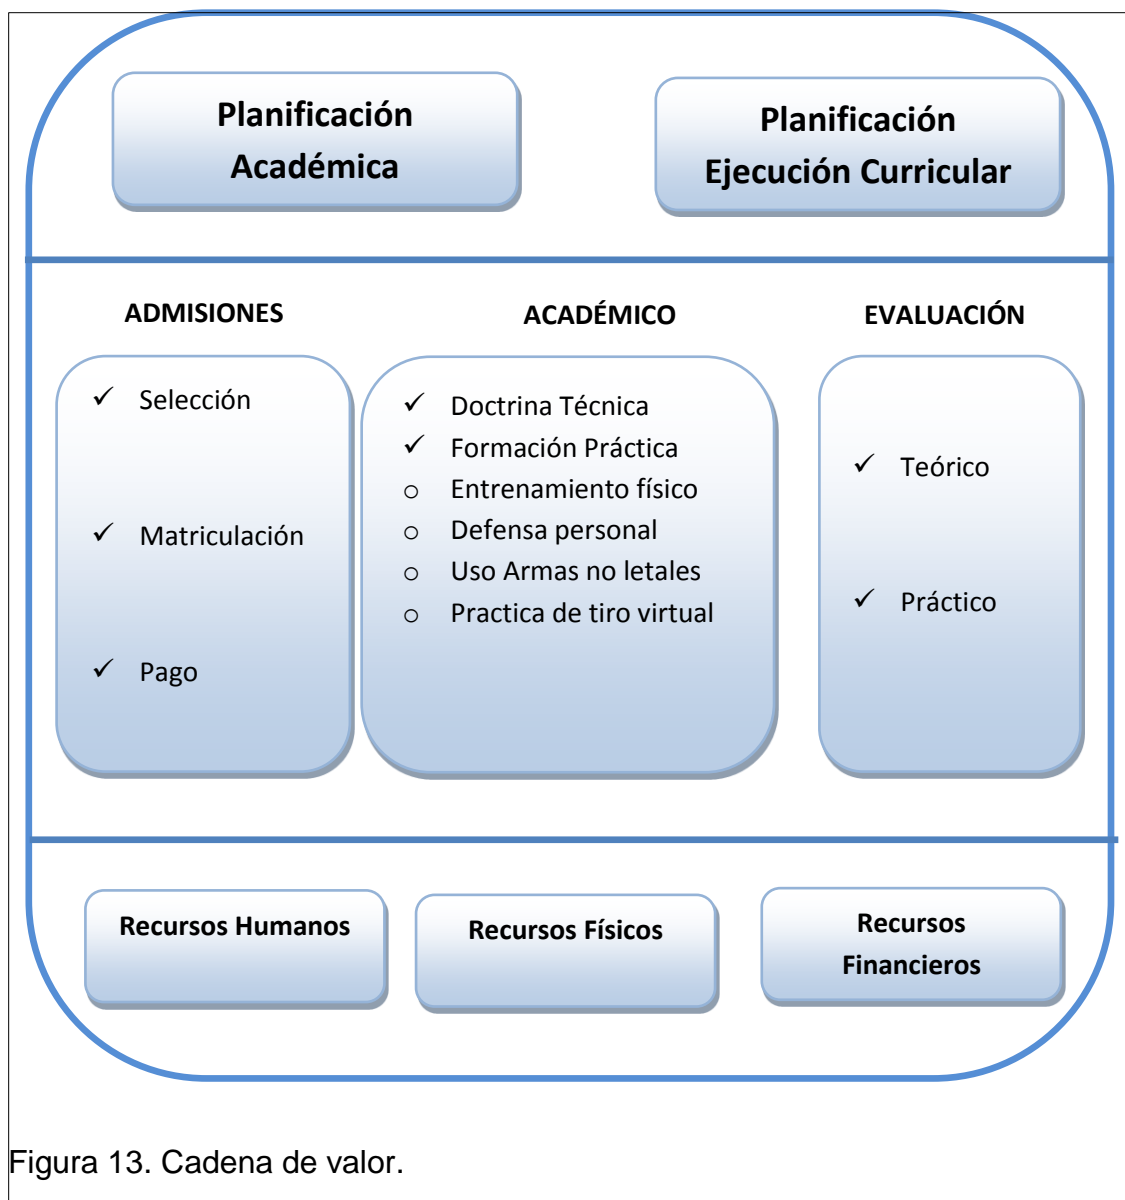 Planificación
Académica
Planificación
Ejecución Curricular
ADMISIONES
ACADÉMICO
EVALUACIÓN
✓ Selección
✓ Matriculación
✓ Pago
✓ Doctrina Técnica
✓ Formación Práctica
o Entrenamiento físico
o Defensa personal
o Uso Armas no letales
o Practica de tiro virtual
✓ Teórico
✓ Práctico
Recursos Humanos
Recursos Físicos
Recursos
Financieros
Figura 13. Cadena de valor.